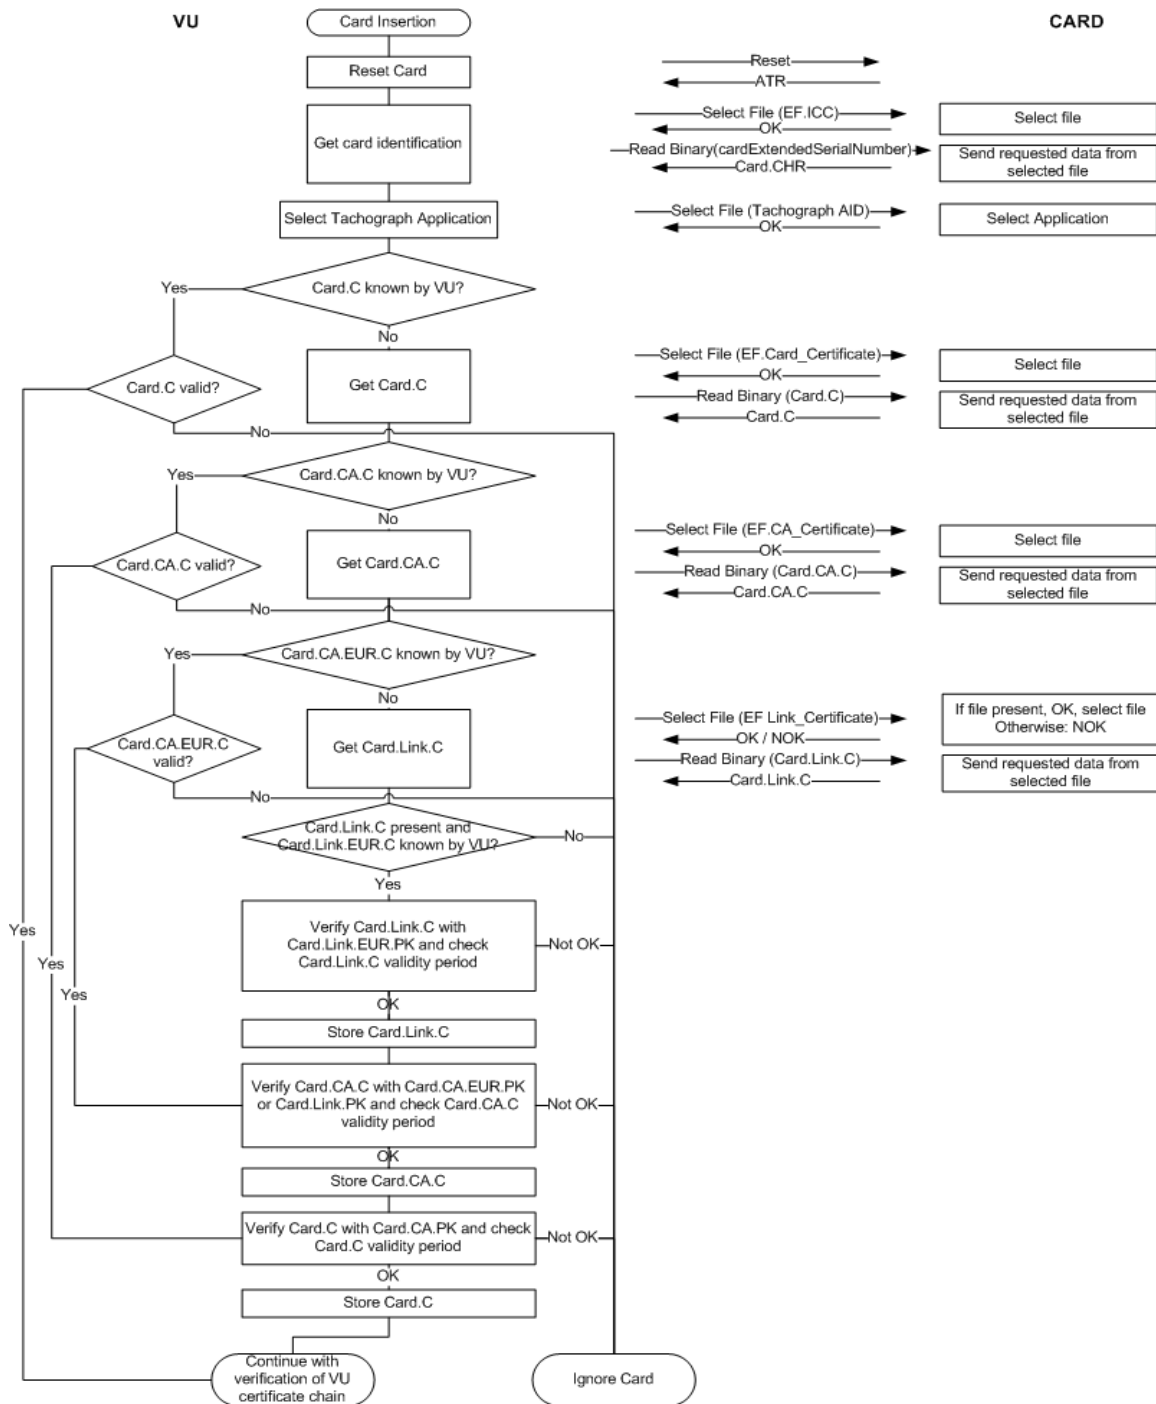 VU
Card Insertion
CARD
Reset Card
Reset
ATR
Get card identification
Select File (EF.ICC)
OK
Select file
Read Binary(cardExtendedSerialNumber)
Card.CHR
Send requested data from
selected file
Select Tachograph Application
Select File (Tachograph AID)
OK
Select Application
Card.C known by VU?
Yes
No
Card.C valid?
Get Card.C
Select File (EF.Card_Certificate)
OK
Select file
Read Binary (Card.C)
Card.C
Send requested data from
selected file
No
Card.CA.C known by VU?
Yes
No
Card.CA.C valid?
Get Card.CA.C
Select File (EF.CA_Certificate)
OK
Select file
Read Binary (Card.CA.C)
Card.CA.C
Send requested data from
selected file
No
Card.CA.EUR.C known by VU?
Yes
No
Card.CA.EUR.C
valid?
Get Card.Link.C
Select File (EF Link_Certificate)
OK / NOK
If file present, OK, select file
Otherwise: NOK
Read Binary (Card.Link.C)
Card.Link.C
Send requested data from
selected file
No
Card.Link.C present and
Card.Link.EUR.C known by VU?
No
Yes
Verify Card.Link.C with
Card.Link.EUR.PK and check
Card.Link.C validity period
Not OK
Yes
Yes
Yes
OK
Store Card.Link.C
Verify Card.CA.C with Card.CA.EUR.PK
or Card.Link.PK and check Card.CA.C
validity period
Not OK
OK
Store Card.CA.C
Verify Card.C with Card.CA.PK and check
Card.C validity period
Not OK
OK
Store Card.C
Continue with
verification of VU
certificate chain
Ignore Card